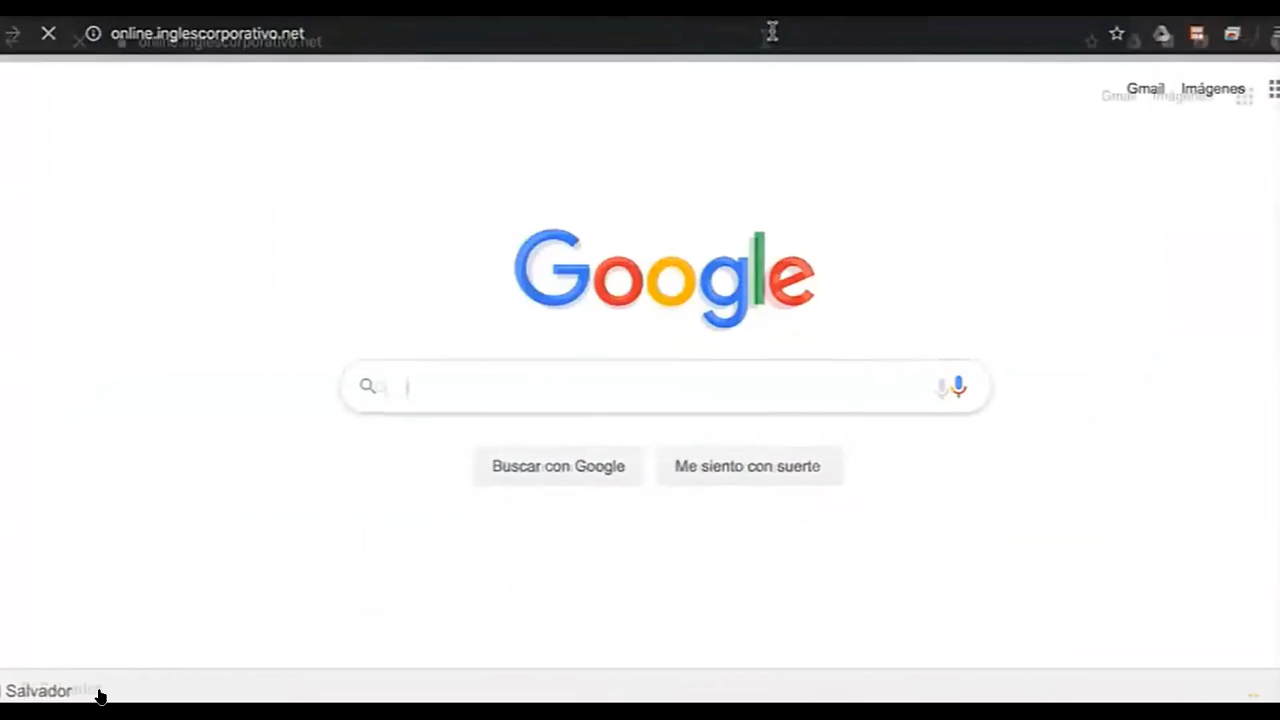 online.inglescorporativo.net
Gmail Imágenes
Google
Buscar con Google Me siento con suerte
Salvador